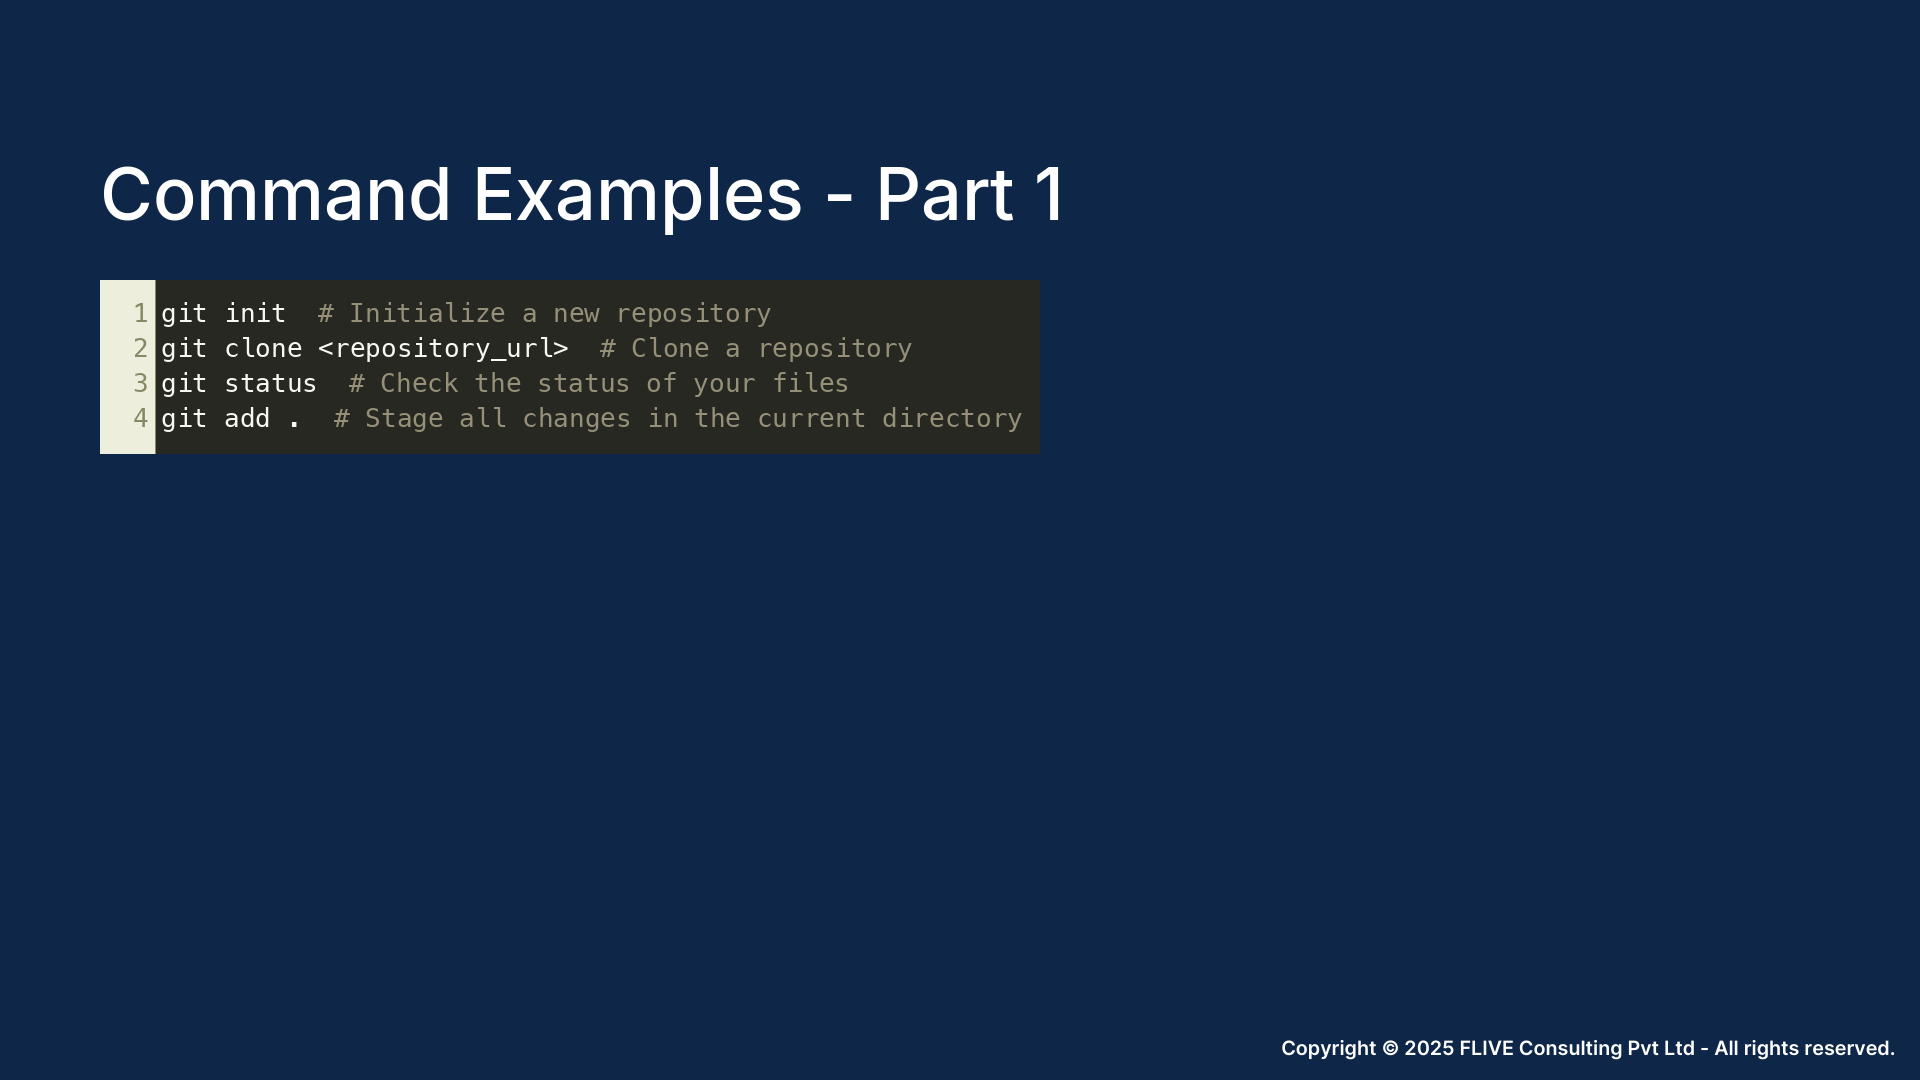 Command Examples - Part 1
1 git init  # Initialize a new repository
2 git clone <repository_url>  # Clone a repository
3 git status  # Check the status of your files
4 git add .  # Stage all changes in the current directory
Copyright © 2025 FLIVE Consulting Pvt Ltd - All rights reserved.